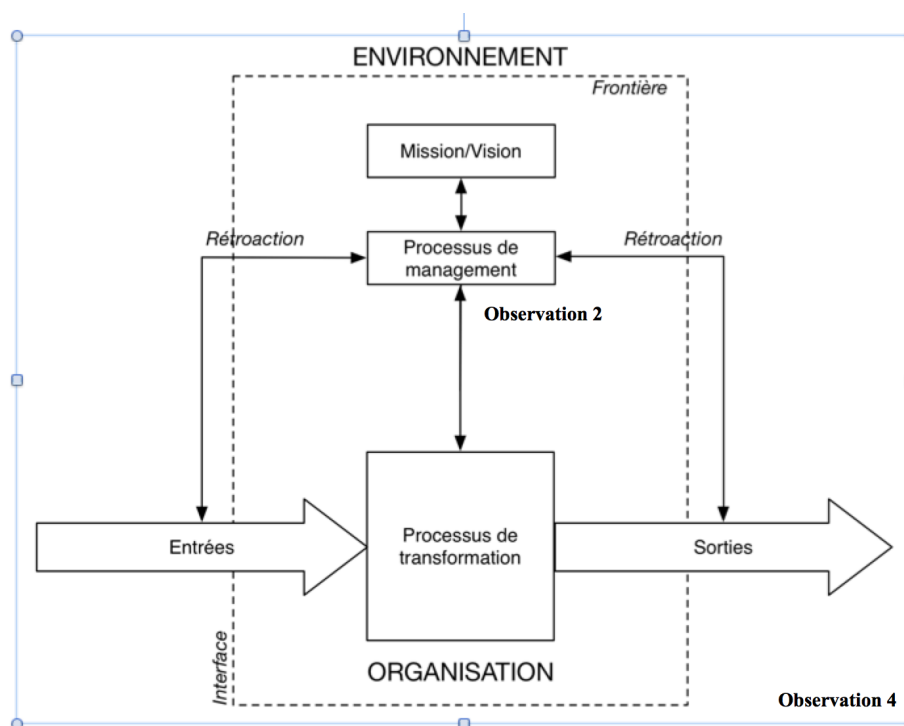 ENVIRONNEMENT
Frontière
Mission/Vision
Rétroaction
Processus de
management
Rétroaction
Observation 2
Entrées
Processus de
transformation
Sorties
Interface
ORGANISATION
Observation 4